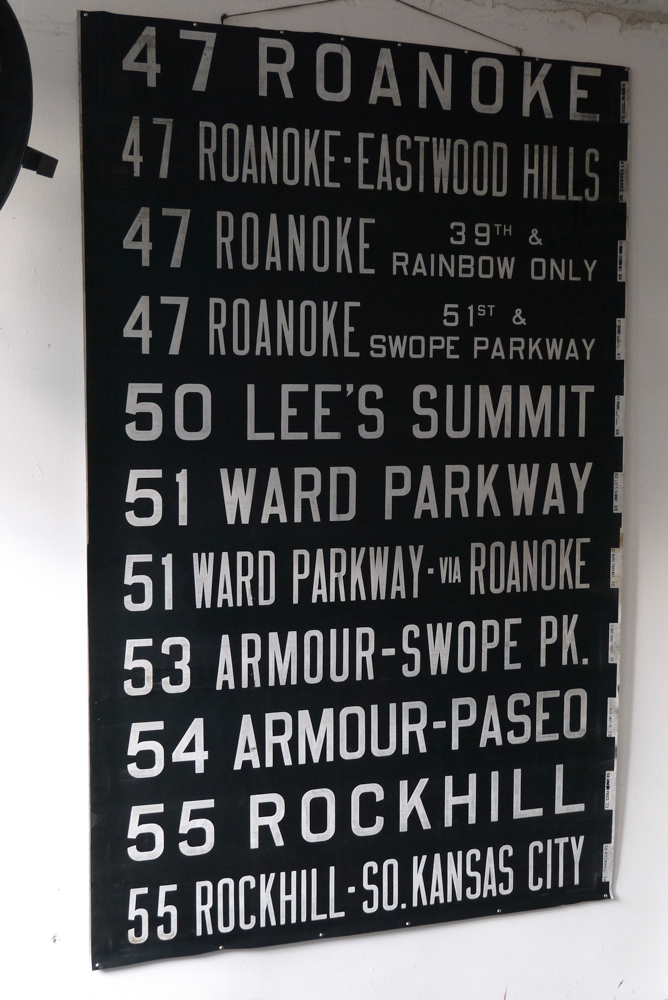 47 ROANOKE
47 ROANOKE-EASTWOOD HILLS
47 ROANOKE 39TH & RAINBOW ONLY
47 ROANOKE 51ST & SWOPE PARKWAY
50 LEE'S SUMMIT
51 WARD PARKWAY
51 WARD PARKWAY-VIA ROANOKE
53 ARMOUR-SWOPE PK.
54 ARMOUR-PASEO
55 ROCKHILL
55 ROCKHILL-SO. KANSAS CITY